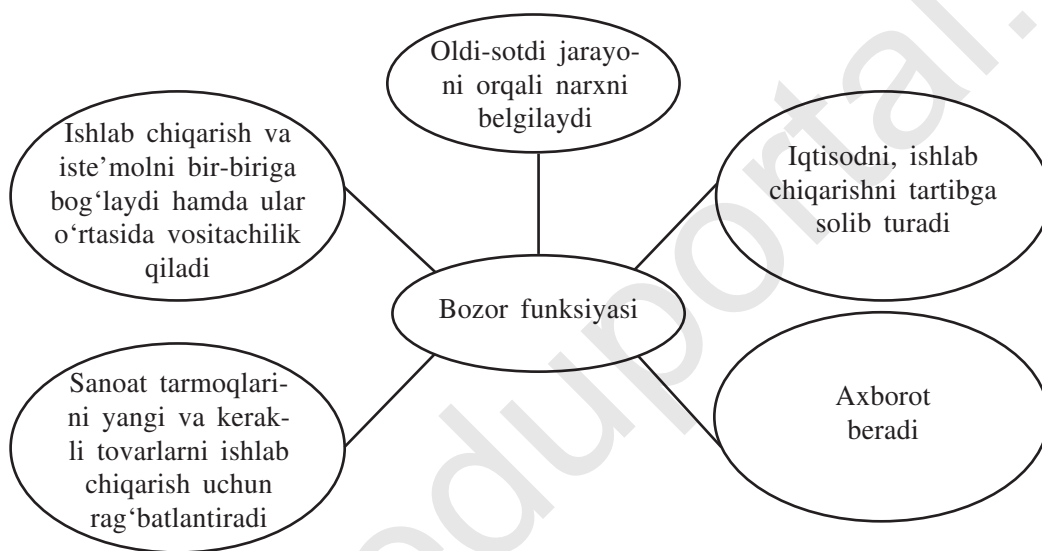 Oldi-sotdi jarayo-
ni orqali narxni
belgilaydi
Ishlab chiqarish va
iste’molni bir-biriga
bog‘laydi hamda ular
o‘rtasida vositachilik
qiladi
Iqtisodni, ishlab
chiqarishni tartibga
solib turadi
Bozor funksiyasi
Sanoat tarmoqlari-
ni yangi va kerak-
li tovarlarni ishlab
chiqarish uchun
rag‘batlantiradi
Axborot
beradi
eduportal.